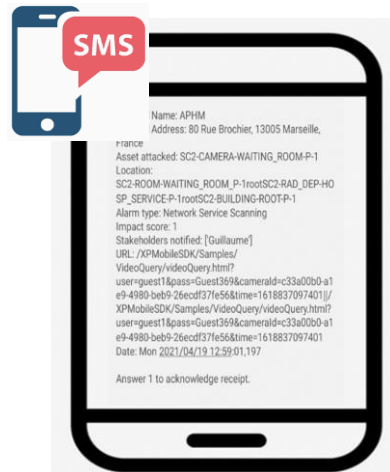 SMS
Name: APHM
Address: 80 Rue Brochier, 13005 Marseille,
France
Asset attacked: SC2-CAMERA-WAITING_ROOM-P-1
Location:
SC2-ROOM-WAITING_ROOM_P-1rootSC2-RAD_DEP-HO
SP_SERVICE-P-1rootSC2-BUILDING-ROOT-P-1
Alarm type: Network Service Scanning
Impact score: 1
Stakeholders notified: ['Guillaume']
URL: /XPMobileSDK/Samples/
VideoQuery/videoQuery.html?
user=guest1&pass=Guest369&cameraId=c33a00b0-a1
e9-4980-beb9-26ecdf37fe56&time=1618837097401||/
XPMobileSDK/Samples/VideoQuery/videoQuery.html?
user=guest1&pass=Guest369&cameraId=c33a00b0-a1
e9-4980-beb9-26ecdf37fe56&time=1618837097401
Date: Mon 2021/04/19 12:59:01,197
Answer 1 to acknowledge receipt.